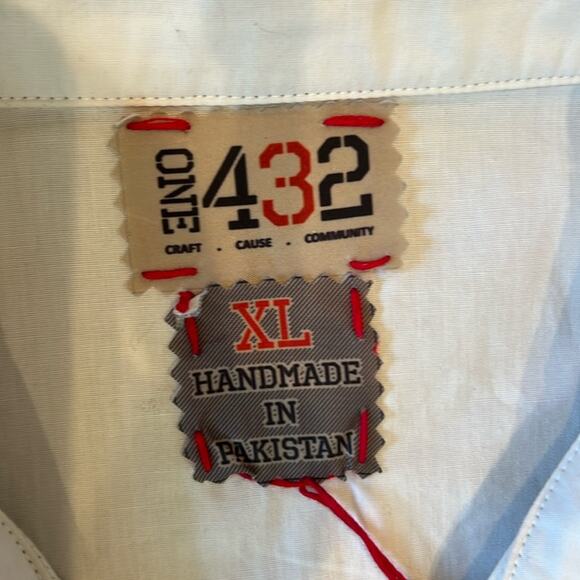 ONE 432
CRAFT . CAUSE . COMMUNITY
XL
HANDMADE
IN
PAKISTAN